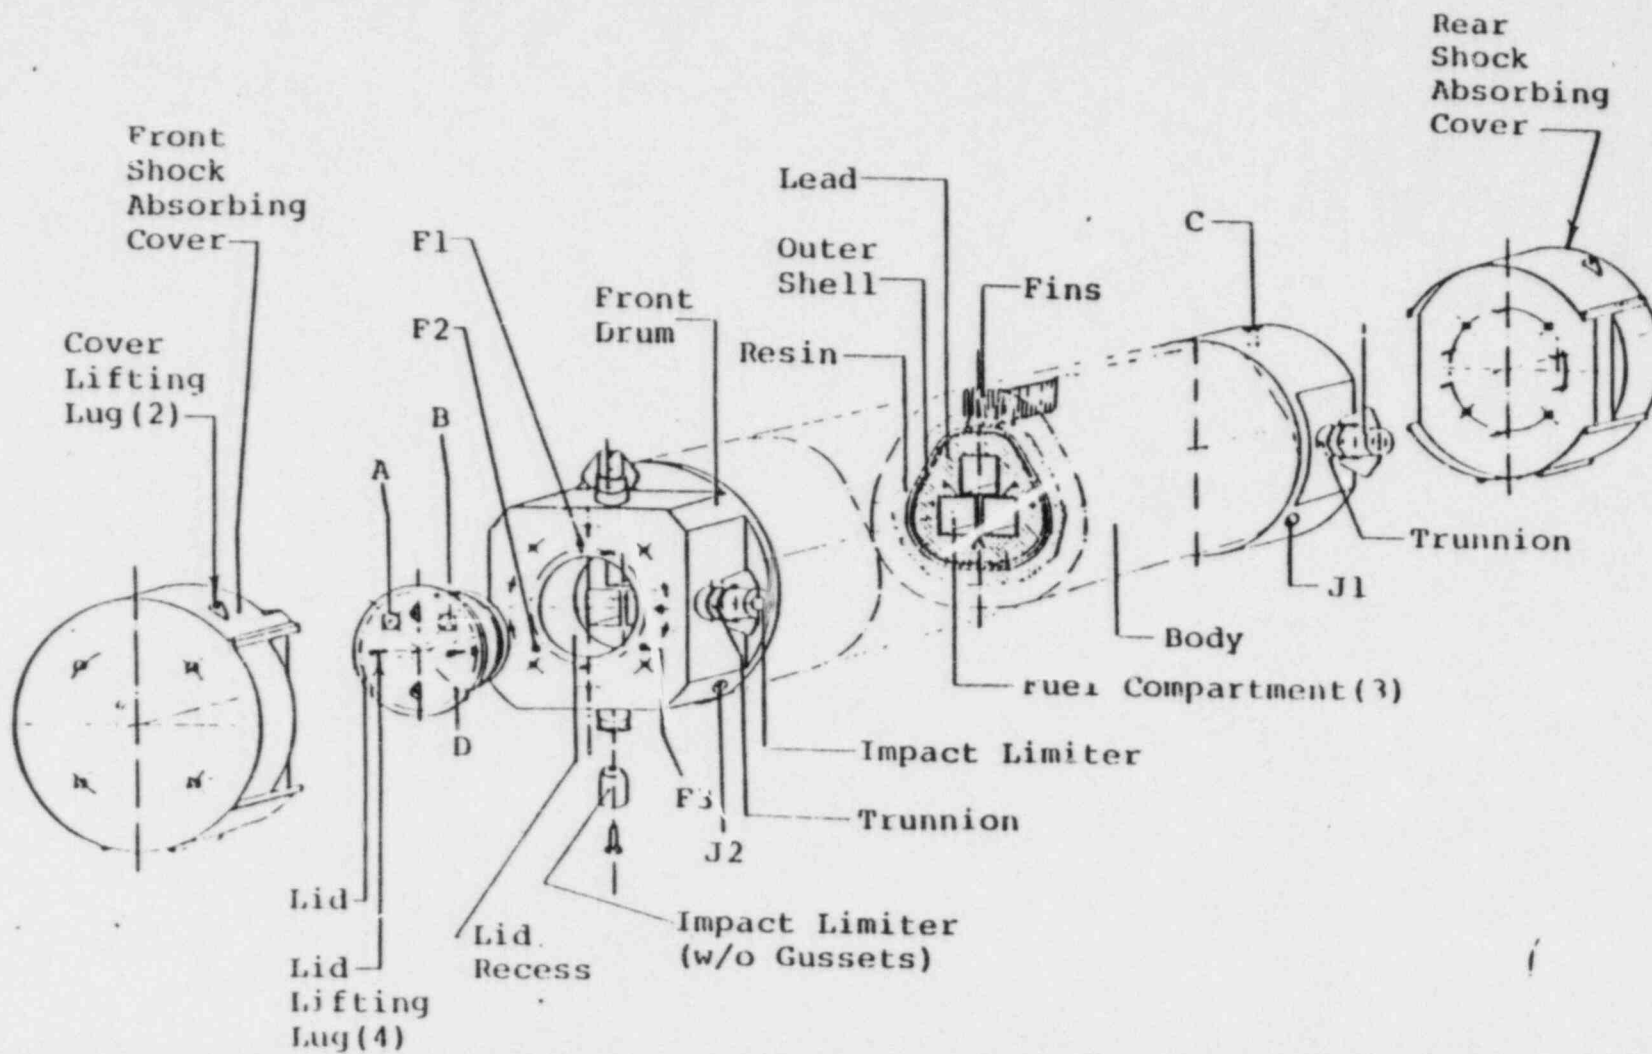 Rear
Shock
Absorbing
Cover
Front
Shock
Absorbing
Cover
Lead
C
F1
Outer
Shell
Fins
Front
Drum
F2
Cover
Lifting
Lug(2)
Resin
B
A
Trunnion
J1
Body
Fuel Compartment(3)
D
Impact Limiter
F3
Trunnion
J2
Lid
Lid
Recess
Impact Limiter
(w/o Gussets)
Lid
Lifting
Lug(4)